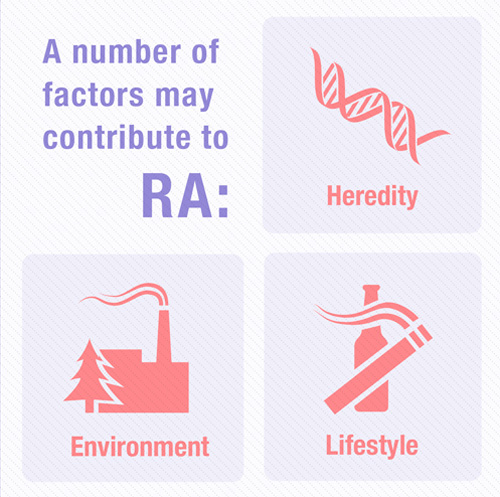 A number of
factors may
contribute to
RA:
Heredity
Environment
Lifestyle